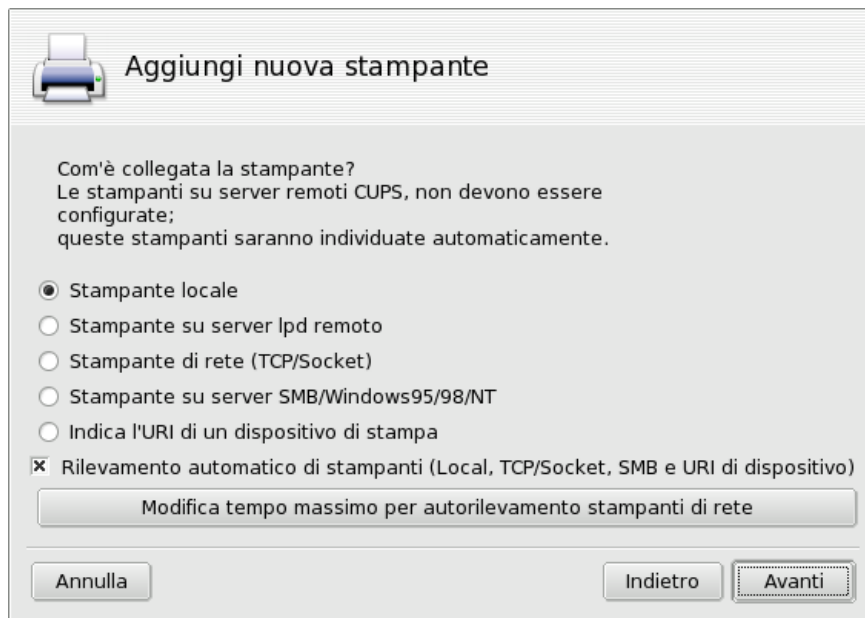 Aggiungi nuova stampante
Com'è collegata la stampante?
Le stampanti su server remoti CUPS, non devono essere
configurate;
queste stampanti saranno individuate automaticamente.
Stampante locale
Stampante su server lpd remoto
Stampante di rete (TCP/Socket)
Stampante su server SMB/Windows95/98/NT
Indica l'URI di un dispositivo di stampa
Rilevamento automatico di stampanti (Local, TCP/Socket, SMB e URI di dispositivo)
Modifica tempo massimo per autorilevamento stampanti di rete
Annulla
Indietro
Avanti